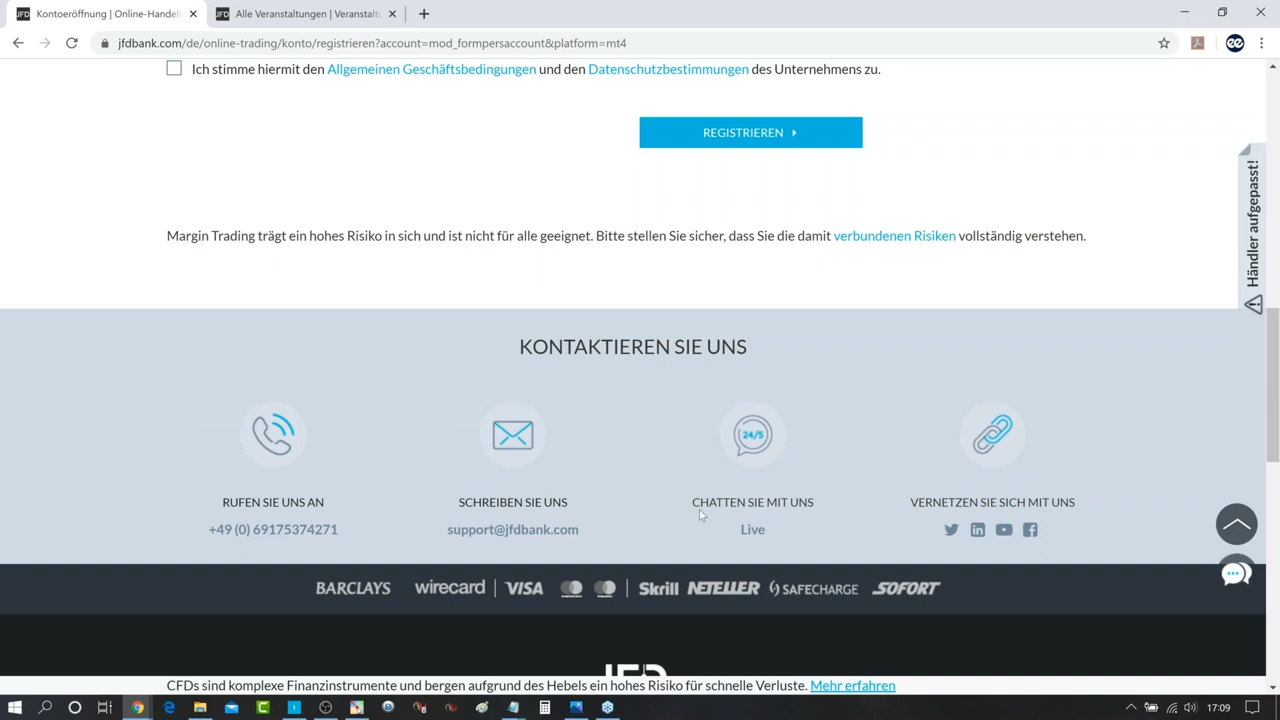 Kontoeröffnung | Online-Handels
Alle Veranstaltungen | Veranstaltu
jfdbank.com/de/online-trading/konto/registrieren?account=mod_formpersaccount&platform=mt4
Ich stimme hiermit den Allgemeinen Geschäftsbedingungen und den Datenschutzbestimmungen des Unternehmens zu.
REGISTRIEREN
Händler aufgepasst!
Margin Trading trägt ein hohes Risiko in sich und ist nicht für alle geeignet. Bitte stellen Sie sicher, dass Sie die damit verbundenen Risiken vollständig verstehen.
KONTAKTIEREN SIE UNS
24/5
RUFEN SIE UNS AN
+49 (0) 69175374271
SCHREIBEN SIE UNS
support@jfdbank.com
CHATTEN SIE MIT UNS
Live
VERNETZEN SIE SICH MIT UNS
BARCLAYS wirecard VISA Skrill NETELLER SAFECHARGE SOFORT
JFD
CFDs sind komplexe Finanzinstrumente und bergen aufgrund des Hebels ein hohes Risiko für schnelle Verluste. Mehr erfahren
17:09